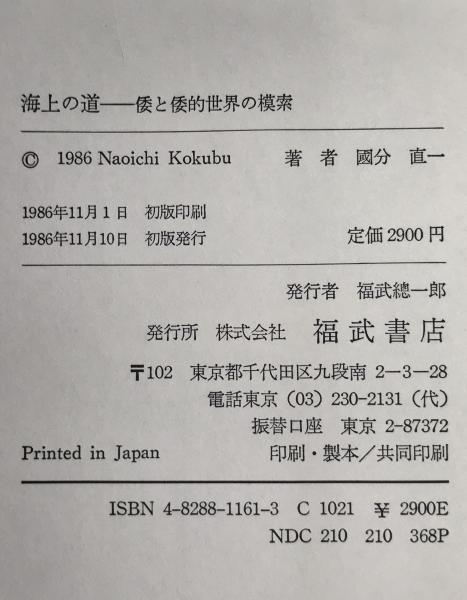 海上の道——倭と倭的世界の模索
© 1986 Naoichi Kokubu 著者 國分 直一
1986年11月1日 初版印刷
1986年11月10日 初版発行 定価2900円
発行者 福武總一郎
発行所 株式会社 福武書店
〒102 東京都千代田区九段南 2-3-28
電話東京 (03) 230-2131 (代)
振替口座 東京 2-87372
Printed in Japan 印刷・製本／共同印刷
ISBN 4-8288-1161-3 C 1021 ¥ 2900E
NDC 210 210 368P